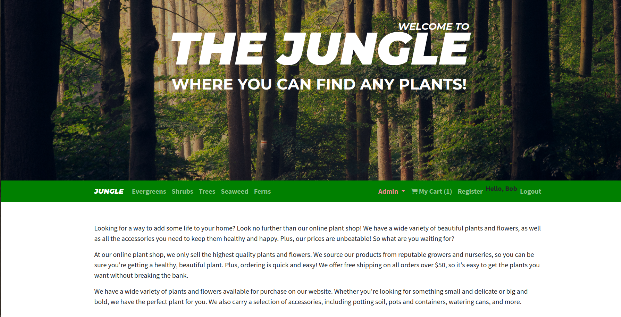 WELCOME TO
THE JUNGLE
WHERE YOU CAN FIND ANY PLANTS!
JUNGLE Evergreens Shrubs Trees Seaweed Ferns Admin My Cart (1) Register Hello, Bob Logout
Looking for a way to add some life to your home? Look no further than our online plant shop! We have a wide variety of beautiful plants and flowers, as well
as all the accessories you need to keep them healthy and happy. Plus, our prices are unbeatable! So what are you waiting for?
At our online plant shop, we only sell the highest quality plants and flowers. We source our products from reputable growers and nurseries, so you can be
sure you're getting a healthy, beautiful plant. Plus, ordering is quick and easy! We offer free shipping on all orders over $50, so it's easy to get the plants you
want without breaking the bank.
We have a wide variety of plants and flowers available for purchase on our website. Whether you're looking for something small and delicate or big and
bold, we have the perfect plant for you. We also carry a selection of accessories, including potting soil, pots and containers, watering cans, and more.